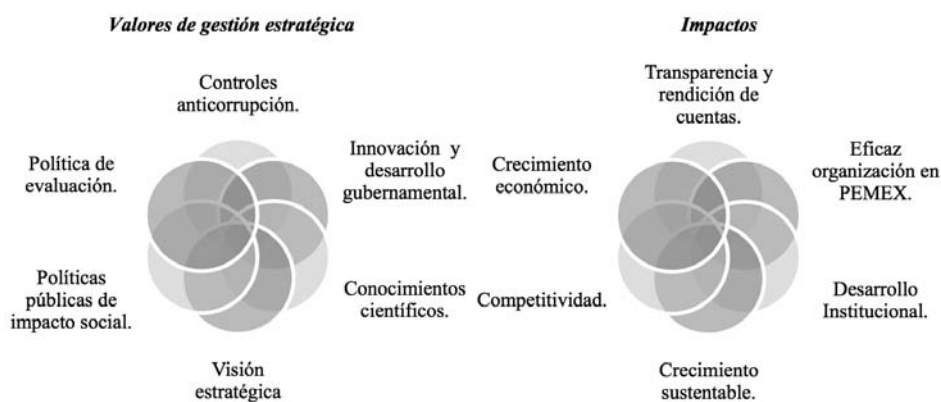 Valores de gestión estratégica
Controles
anticorrupción.
Política de
evaluación.
Innovación y
desarrollo
gubernamental.
Políticas
públicas de
impacto social.
Conocimientos
científicos.
Visión
estratégica
Impactos
Transparencia y
rendición de
cuentas.
Crecimiento
económico.
Eficaz
organización en
PEMEX.
Competitividad.
Desarrollo
Institucional.
Crecimiento
sustentable.